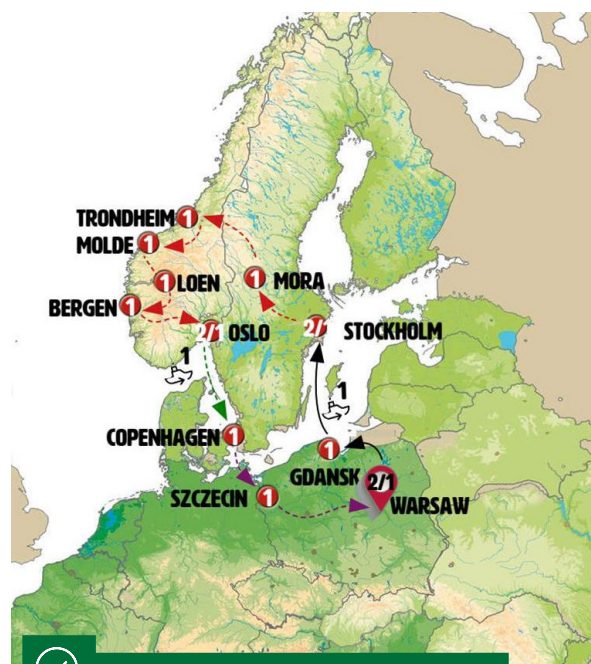 TRONDHEIM 1
MOLDE 1
1 LOEN
1 MORA
BERGEN 1
2/1 OSLO
2/1 STOCKHOLM
1
1
COPENHAGEN 1
1
GDANSK 2/1
SZCZECIN 1
WARSAW